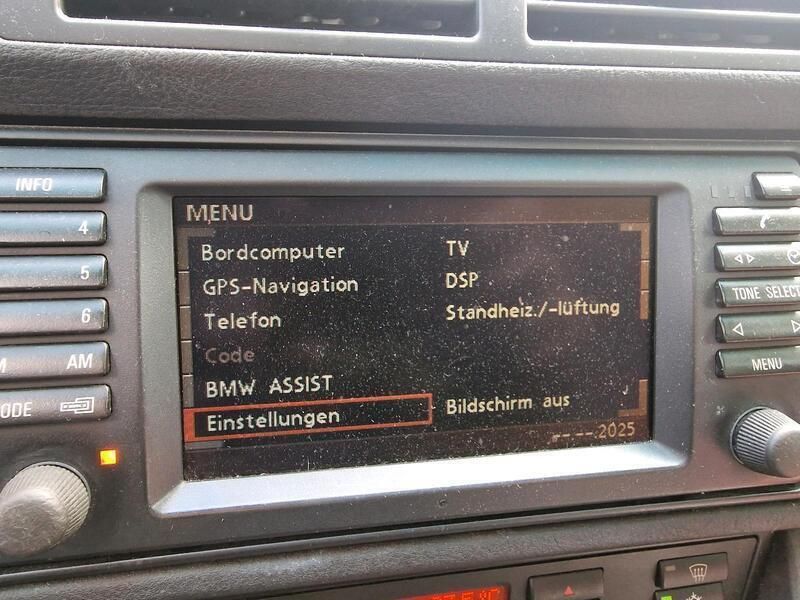 INFO
4
5
6
AM
MENU
Bordcomputer
GPS-Navigation
Telefon
Code
BMW ASSIST
Einstellungen
TV
DSP
Standheiz./-lüftung
Bildschirm aus
-- --.2025
TONE SELECT
MENU